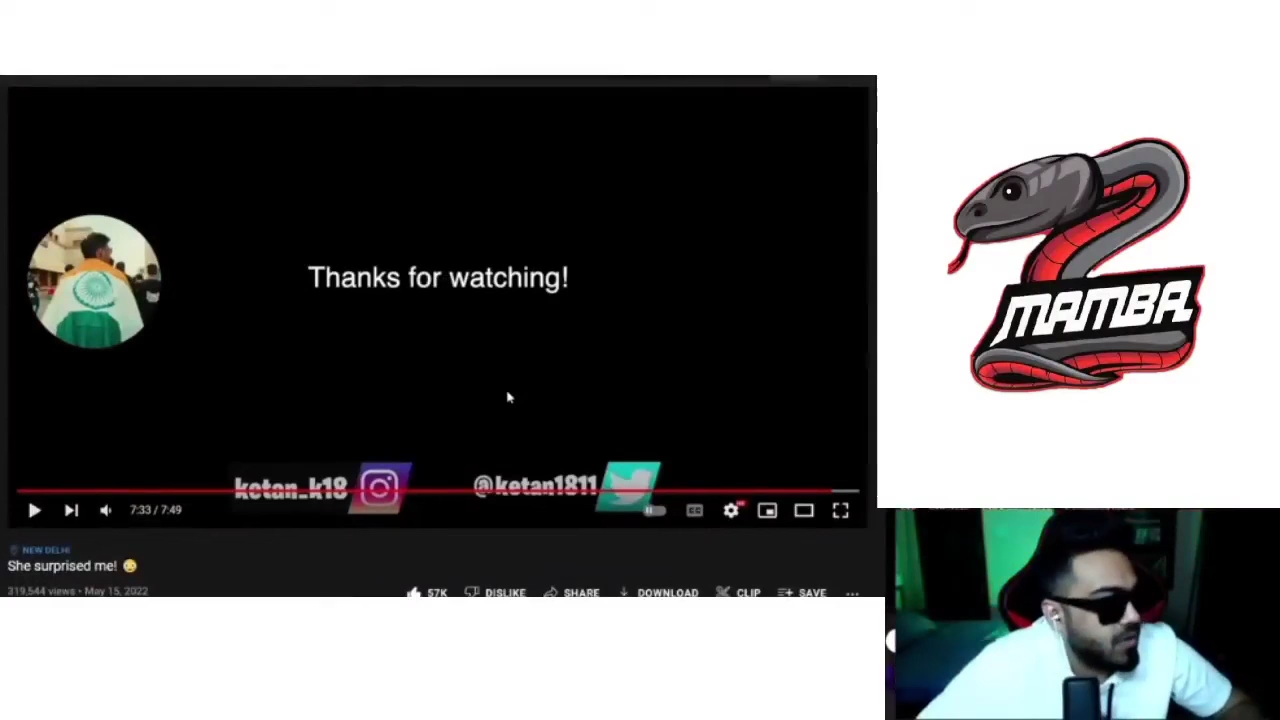 Thanks for watching!
MAMBA
ketan_k18
@ketan1811
7:33 / 7:49
CC
NEW DELHI
She surprised me! 😳
319,544 views • May 15, 2022
57K
DISLIKE
SHARE
DOWNLOAD
CLIP
SAVE